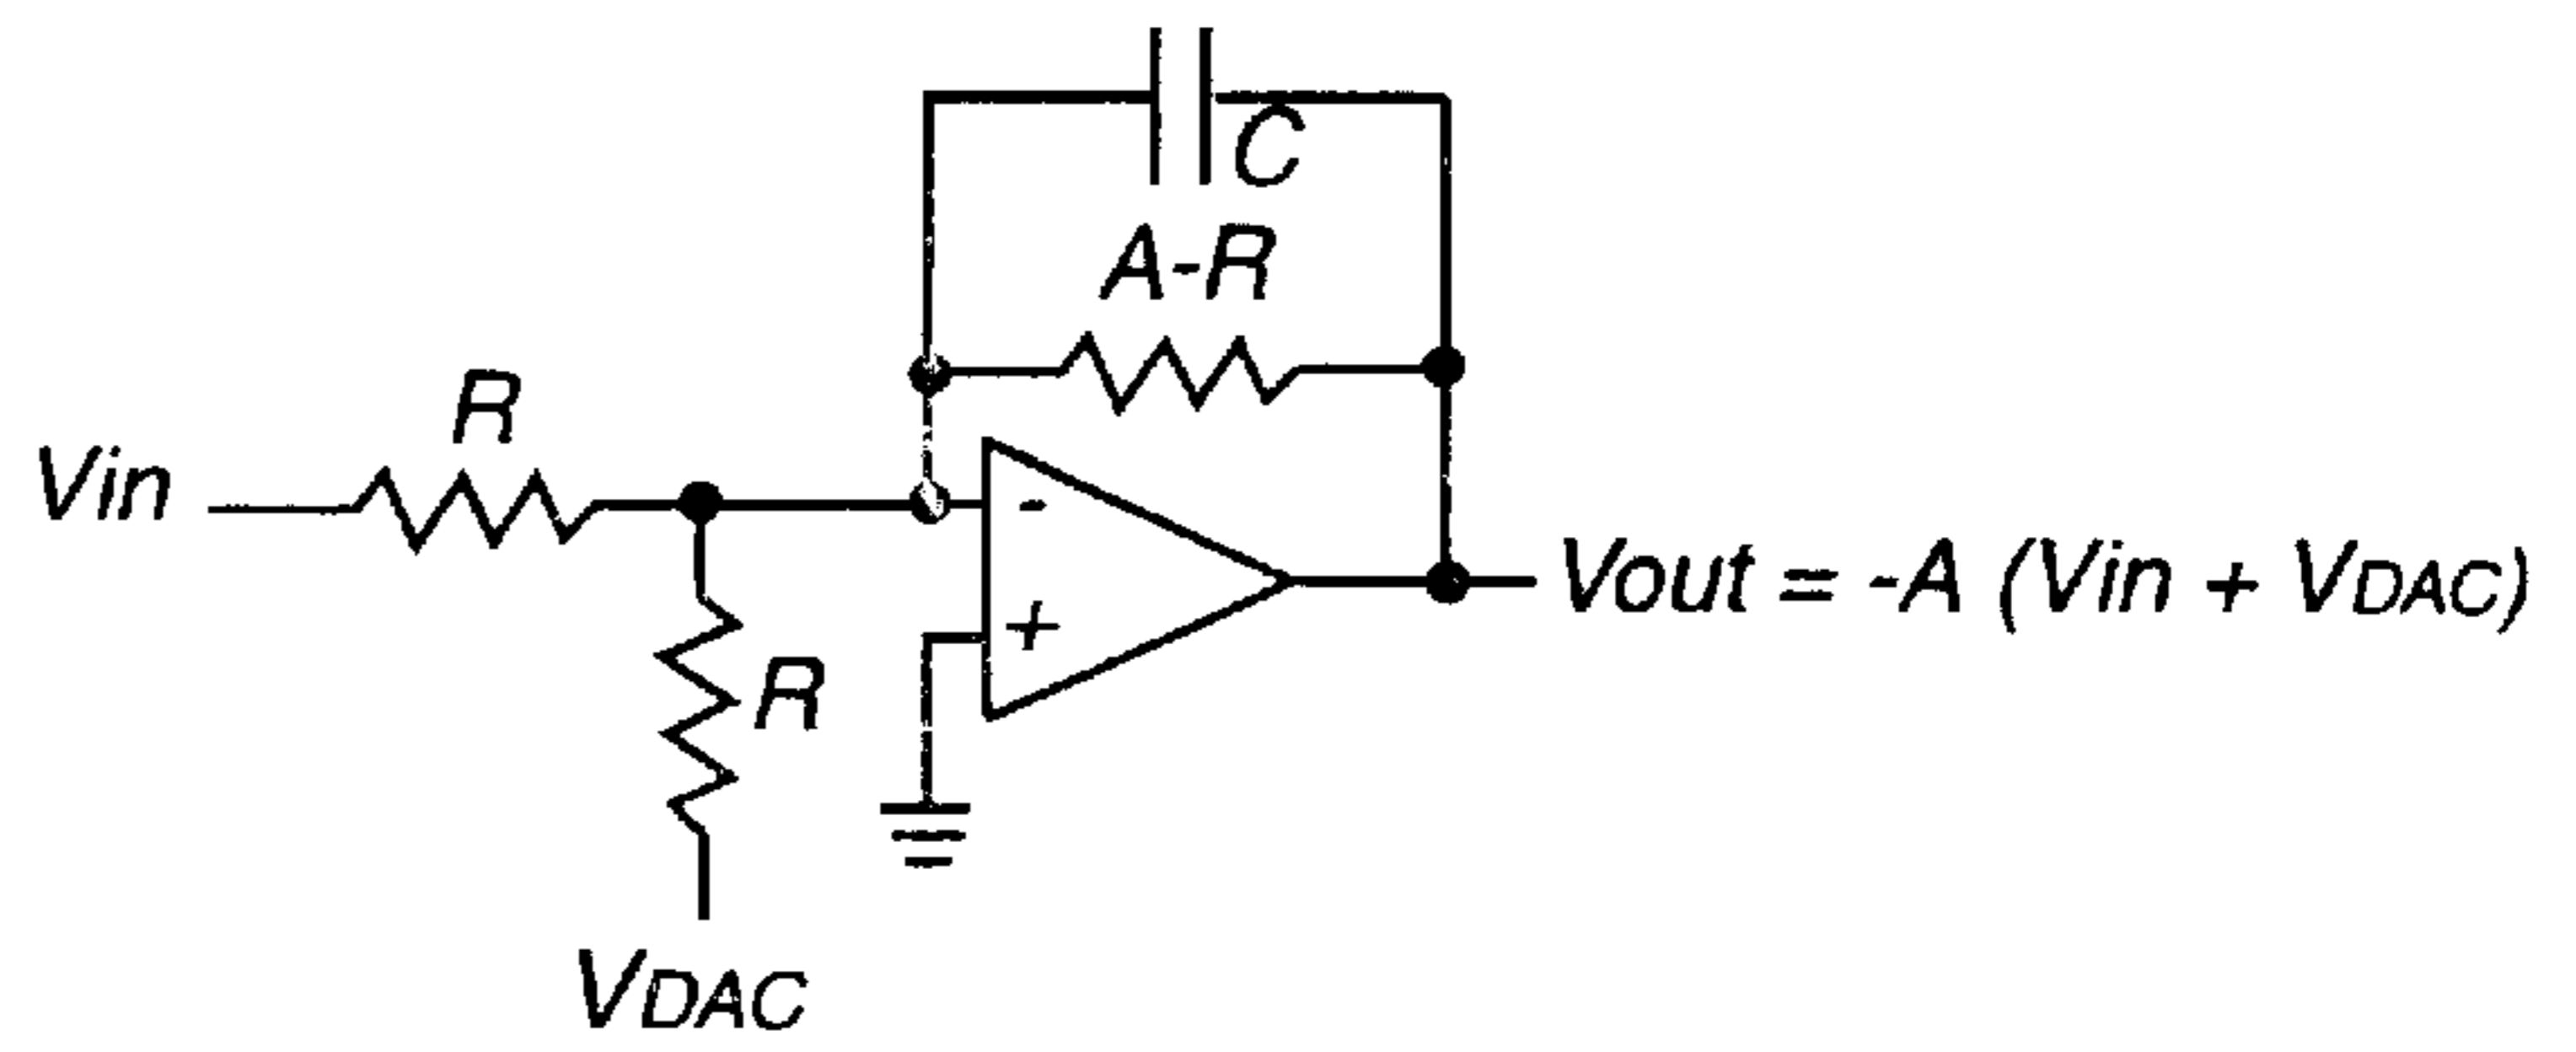 C
A-R
R
Vin
-
+
Vout = -A (Vin + VDAC)
R
VDAC